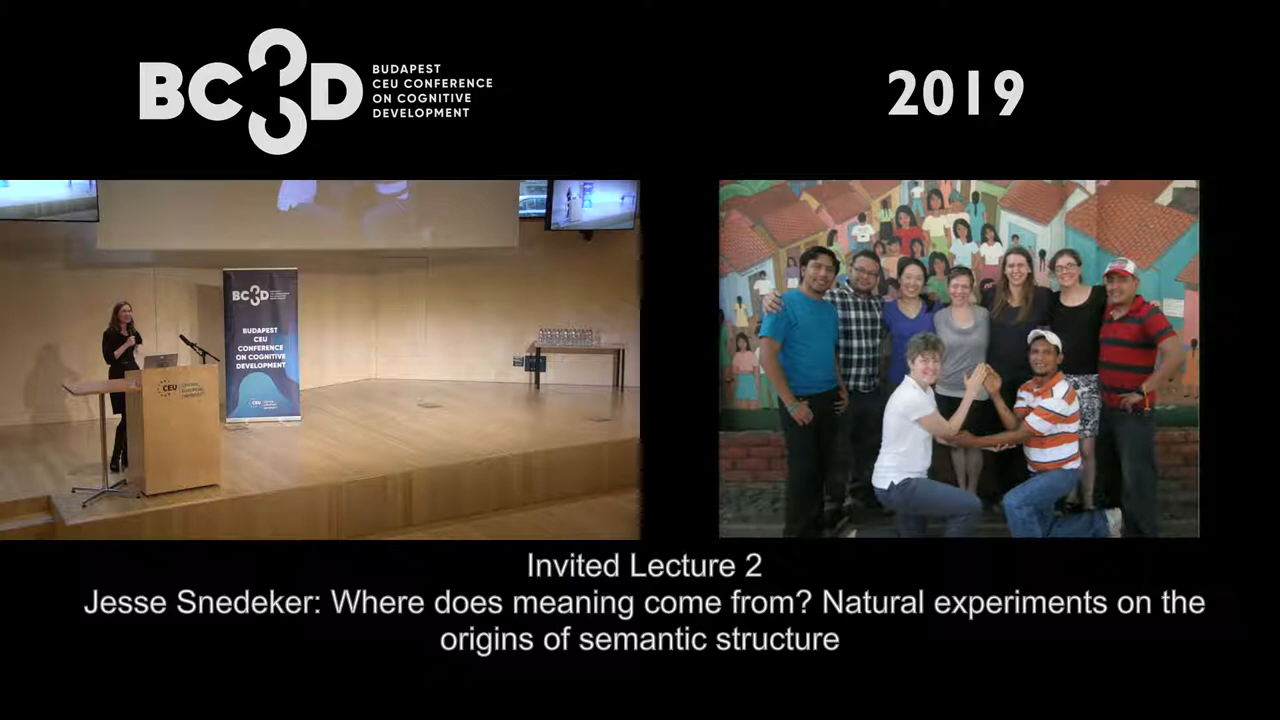 BC3D
BUDAPEST
CEU CONFERENCE
ON COGNITIVE
DEVELOPMENT
2019
BC3D
BUDAPEST
CEU
CONFERENCE
ON COGNITIVE
DEVELOPMENT
CEU
CEU
Invited Lecture 2
Jesse Snedeker: Where does meaning come from? Natural experiments on the
origins of semantic structure